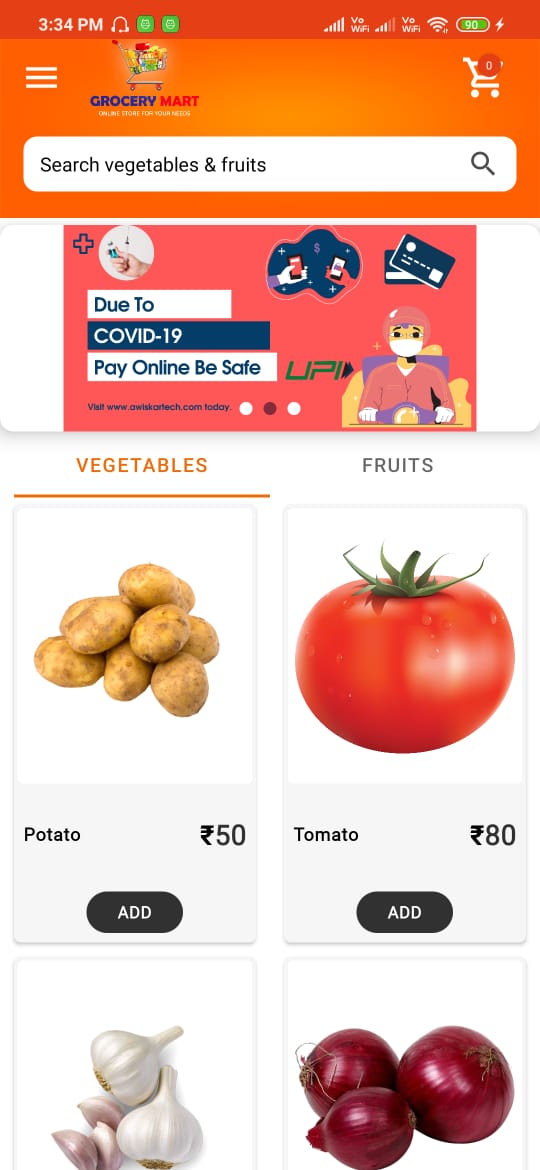 3:34 PM
Vo WiFi
Vo WiFi
90
0
GROCERY MART
ONLINE STORE FOR YOUR NEEDS
Search vegetables & fruits
$
Due To
COVID-19
Pay Online Be Safe
UPI
Visit www.awiskartech.com today.
VEGETABLES
FRUITS
Potato
₹50
Tomato
₹80
ADD
ADD